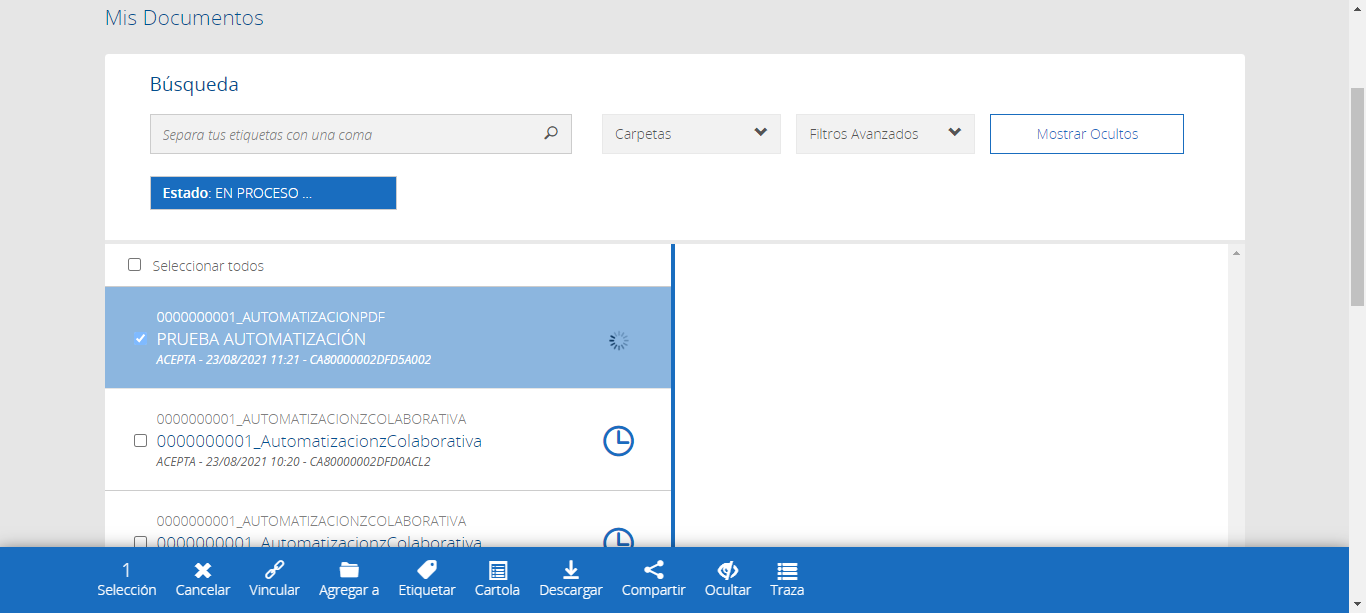 Mis Documentos
Búsqueda
Separa tus etiquetas con una coma
Carpetas
Filtros Avanzados
Mostrar Ocultos
Estado: EN PROCESO ...
Seleccionar todos
0000000001_AUTOMATIZACIONPDF
PRUEBA AUTOMATIZACIÓN
ACEPTA - 23/08/2021 11:21 - CA80000002DFD5A002
0000000001_AUTOMATIZACIONZCOLABORATIVA
0000000001_AutomatizacionzColaborativa
ACEPTA - 23/08/2021 10:20 - CA80000002DFD0ACL2
0000000001_AUTOMATIZACIONZCOLABORATIVA
0000000001_AutomatizacionzColaborativa
1
Selección
Cancelar
Vincular
Agregar a
Etiquetar
Cartola
Descargar
Compartir
Ocultar
Traza